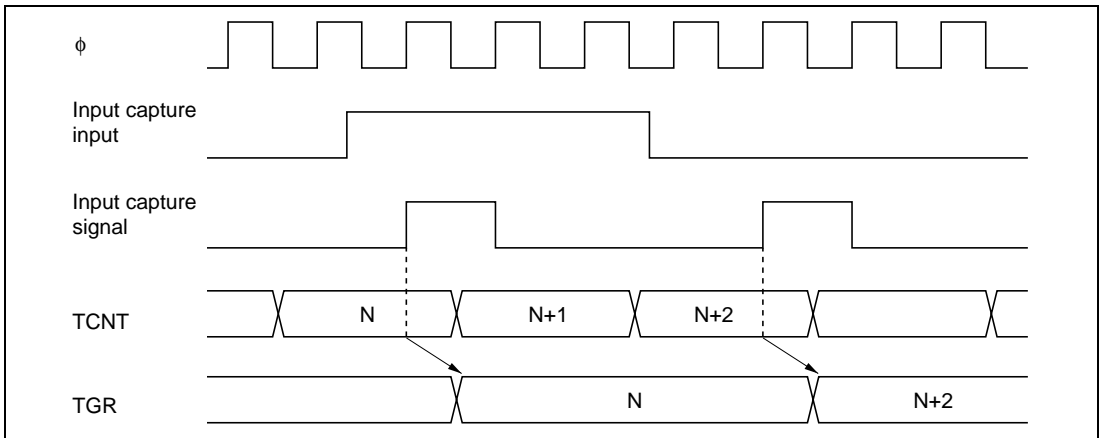 ϕ
Input capture
input
Input capture
signal
TCNT N N+1 N+2
TGR N N+2